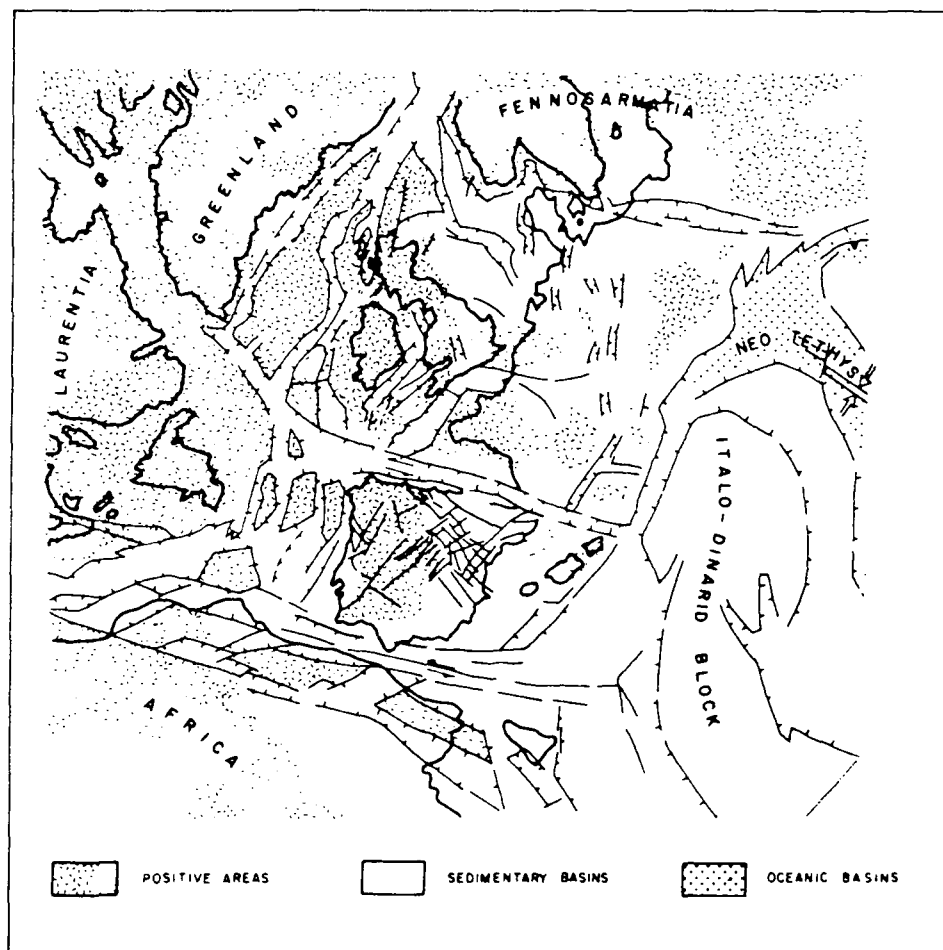 FENNOSARMATIA
GREENLAND
LAURENTIA
NEO TETHYS
ITALO-DINARID BLOCK
AFRICA
POSITIVE AREAS
SEDIMENTARY BASINS
OCEANIC BASINS